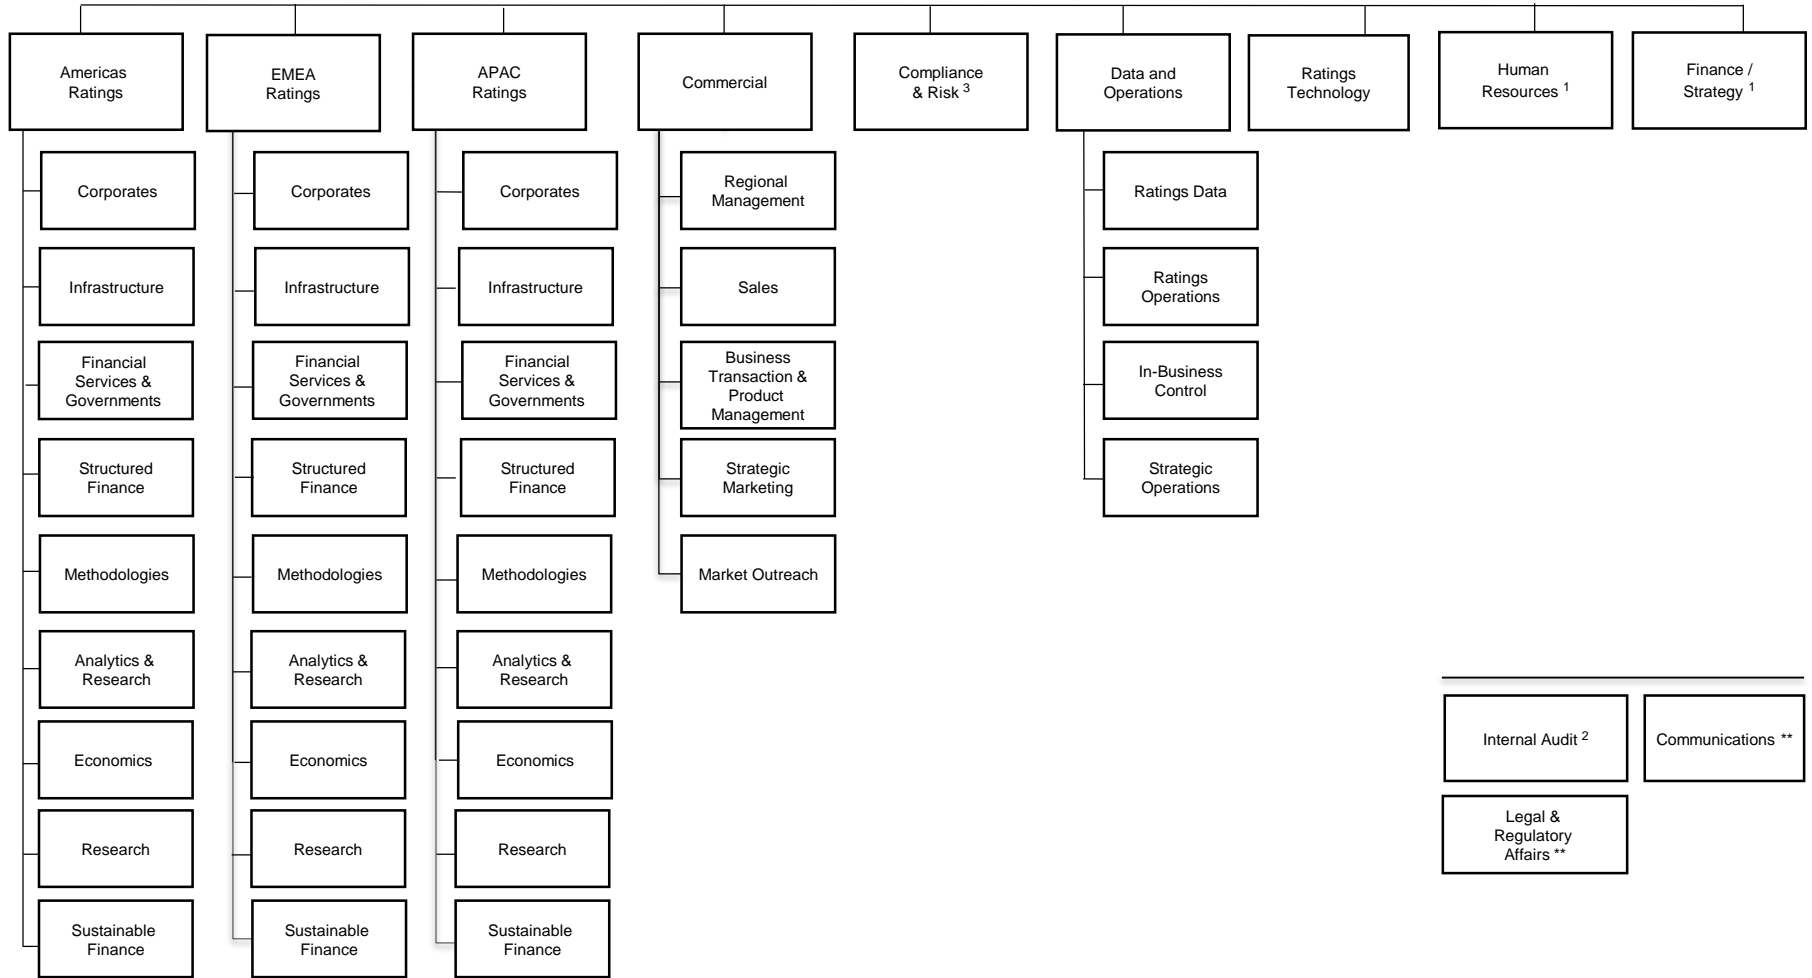 Americas
Ratings
EMEA
Ratings
APAC
Ratings
Commercial
Compliance
& Risk 3
Data and
Operations
Ratings
Technology
Human
Resources 1
Finance /
Strategy 1
Corporates
Infrastructure
Financial
Services &
Governments
Structured
Finance
Methodologies
Analytics &
Research
Economics
Research
Sustainable
Finance
Corporates
Infrastructure
Financial
Services &
Governments
Structured
Finance
Methodologies
Analytics &
Research
Economics
Research
Sustainable
Finance
Corporates
Infrastructure
Financial
Services &
Governments
Structured
Finance
Methodologies
Analytics &
Research
Economics
Research
Sustainable
Finance
Regional
Management
Sales
Business
Transaction &
Product
Management
Strategic
Marketing
Market Outreach
Ratings Data
Ratings
Operations
In-Business
Control
Strategic
Operations
Internal Audit 2
Communications **
Legal &
Regulatory
Affairs **